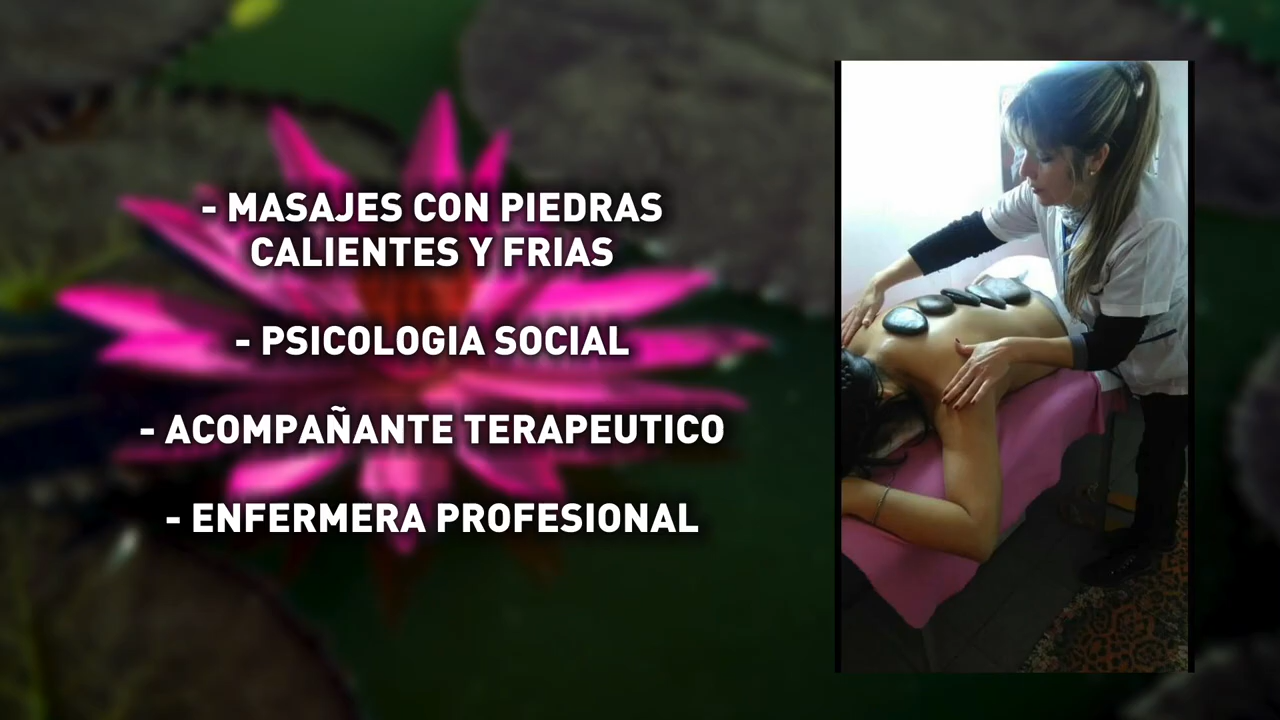 - MASAJES CON PIEDRAS
CALIENTES Y FRIAS
- PSICOLOGIA SOCIAL
- ACOMPAÑANTE TERAPEUTICO
- ENFERMERA PROFESIONAL